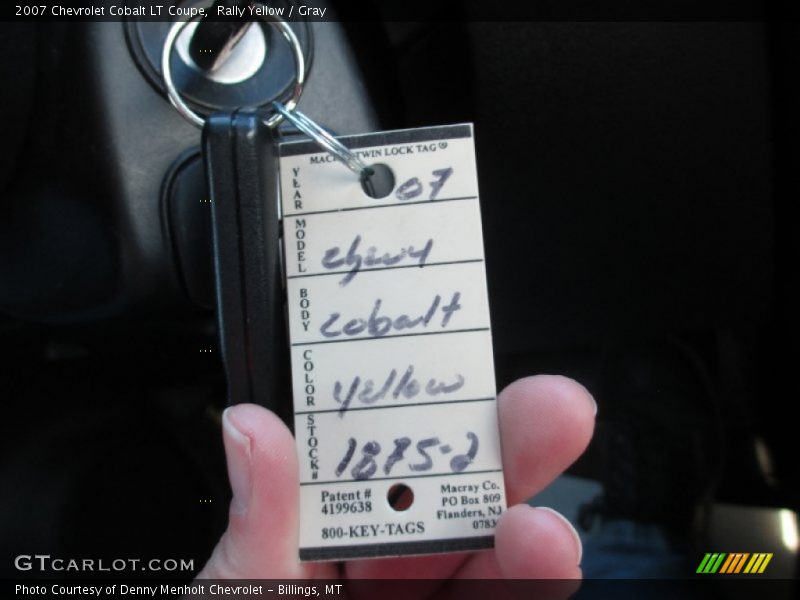 2007 Chevrolet Cobalt LT Coupe, Rally Yellow / Gray
TWIN LOCK TAG®
YEAR 07
MODEL chevy
BODY cobalt
COLOR yellow
STOCK# 1875-2
Patent #
4199638
800-KEY-TAGS
Macray Co.
PO Box 809
Flanders, NJ
GTCARLOT.COM
Photo Courtesy of Denny Menholt Chevrolet - Billings, MT